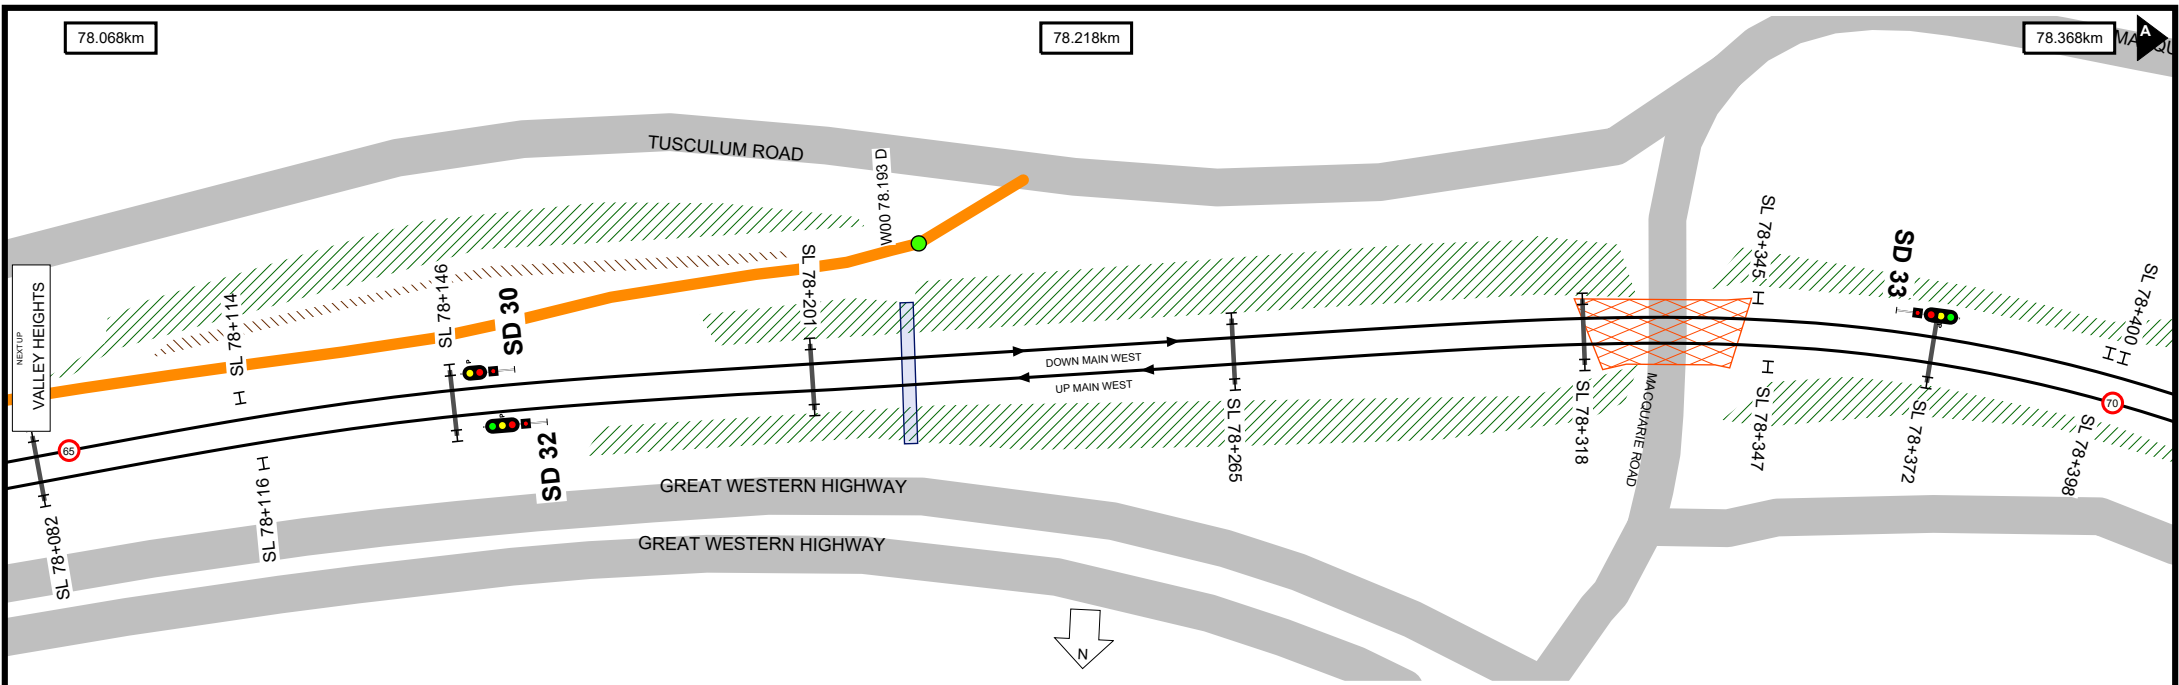 78.068km
78.218km
78.368km
A
MACQU
TUSCULUM ROAD
W00 78.193 D
NEXT UP
VALLEY HEIGHTS
SL 78+114
SL 78+146
SD 30
SL 78+201
SL 78+345
SD 33
SL 78+400
DOWN MAIN WEST
UP MAIN WEST
65
70
SL 78+082
SL 78+116
P
SD 32
P
SL 78+265
SL 78+318
MACQUARIE ROAD
SL 78+347
P
SL 78+372
SL 78+398
GREAT WESTERN HIGHWAY
GREAT WESTERN HIGHWAY
N